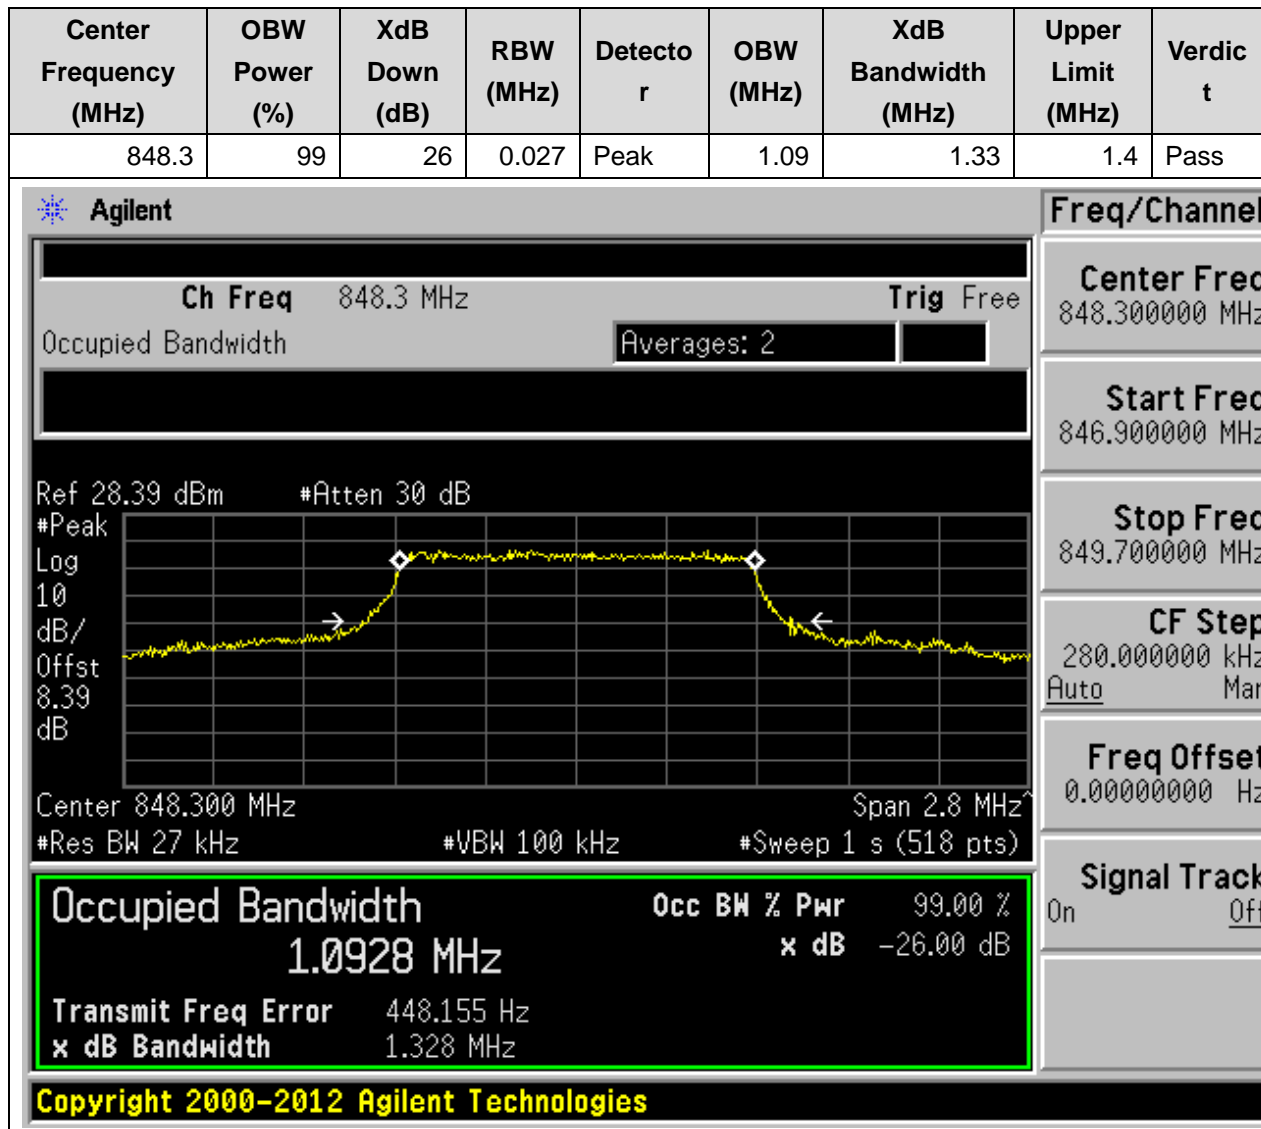 Center Frequency (MHz) OBW Power (%) XdB Down (dB) RBW (MHz) Detecto r OBW (MHz) XdB Bandwidth (MHz) Upper Limit (MHz) Verdic t
848.3 99 26 0.027 Peak 1.09 1.33 1.4 Pass
Agilent
Freq/Channel
Ch Freq 848.3 MHz Trig Free
Occupied Bandwidth Averages: 2
Center Freq
848.300000 MHz
Start Freq
846.900000 MHz
Stop Freq
849.700000 MHz
CF Step
280.000000 kHz
Auto Man
Freq Offset
0.00000000 Hz
Signal Track
On Off
Ref 28.39 dBm #Atten 30 dB
#Peak
Log
10
dB/
Offst
8.39
dB
Center 848.300 MHz Span 2.8 MHz^
#Res BW 27 kHz #VBW 100 kHz #Sweep 1 s (518 pts)
Occupied Bandwidth Occ BW % Pwr 99.00 %
1.0928 MHz x dB -26.00 dB
Transmit Freq Error 448.155 Hz
x dB Bandwidth 1.328 MHz
Copyright 2000-2012 Agilent Technologies